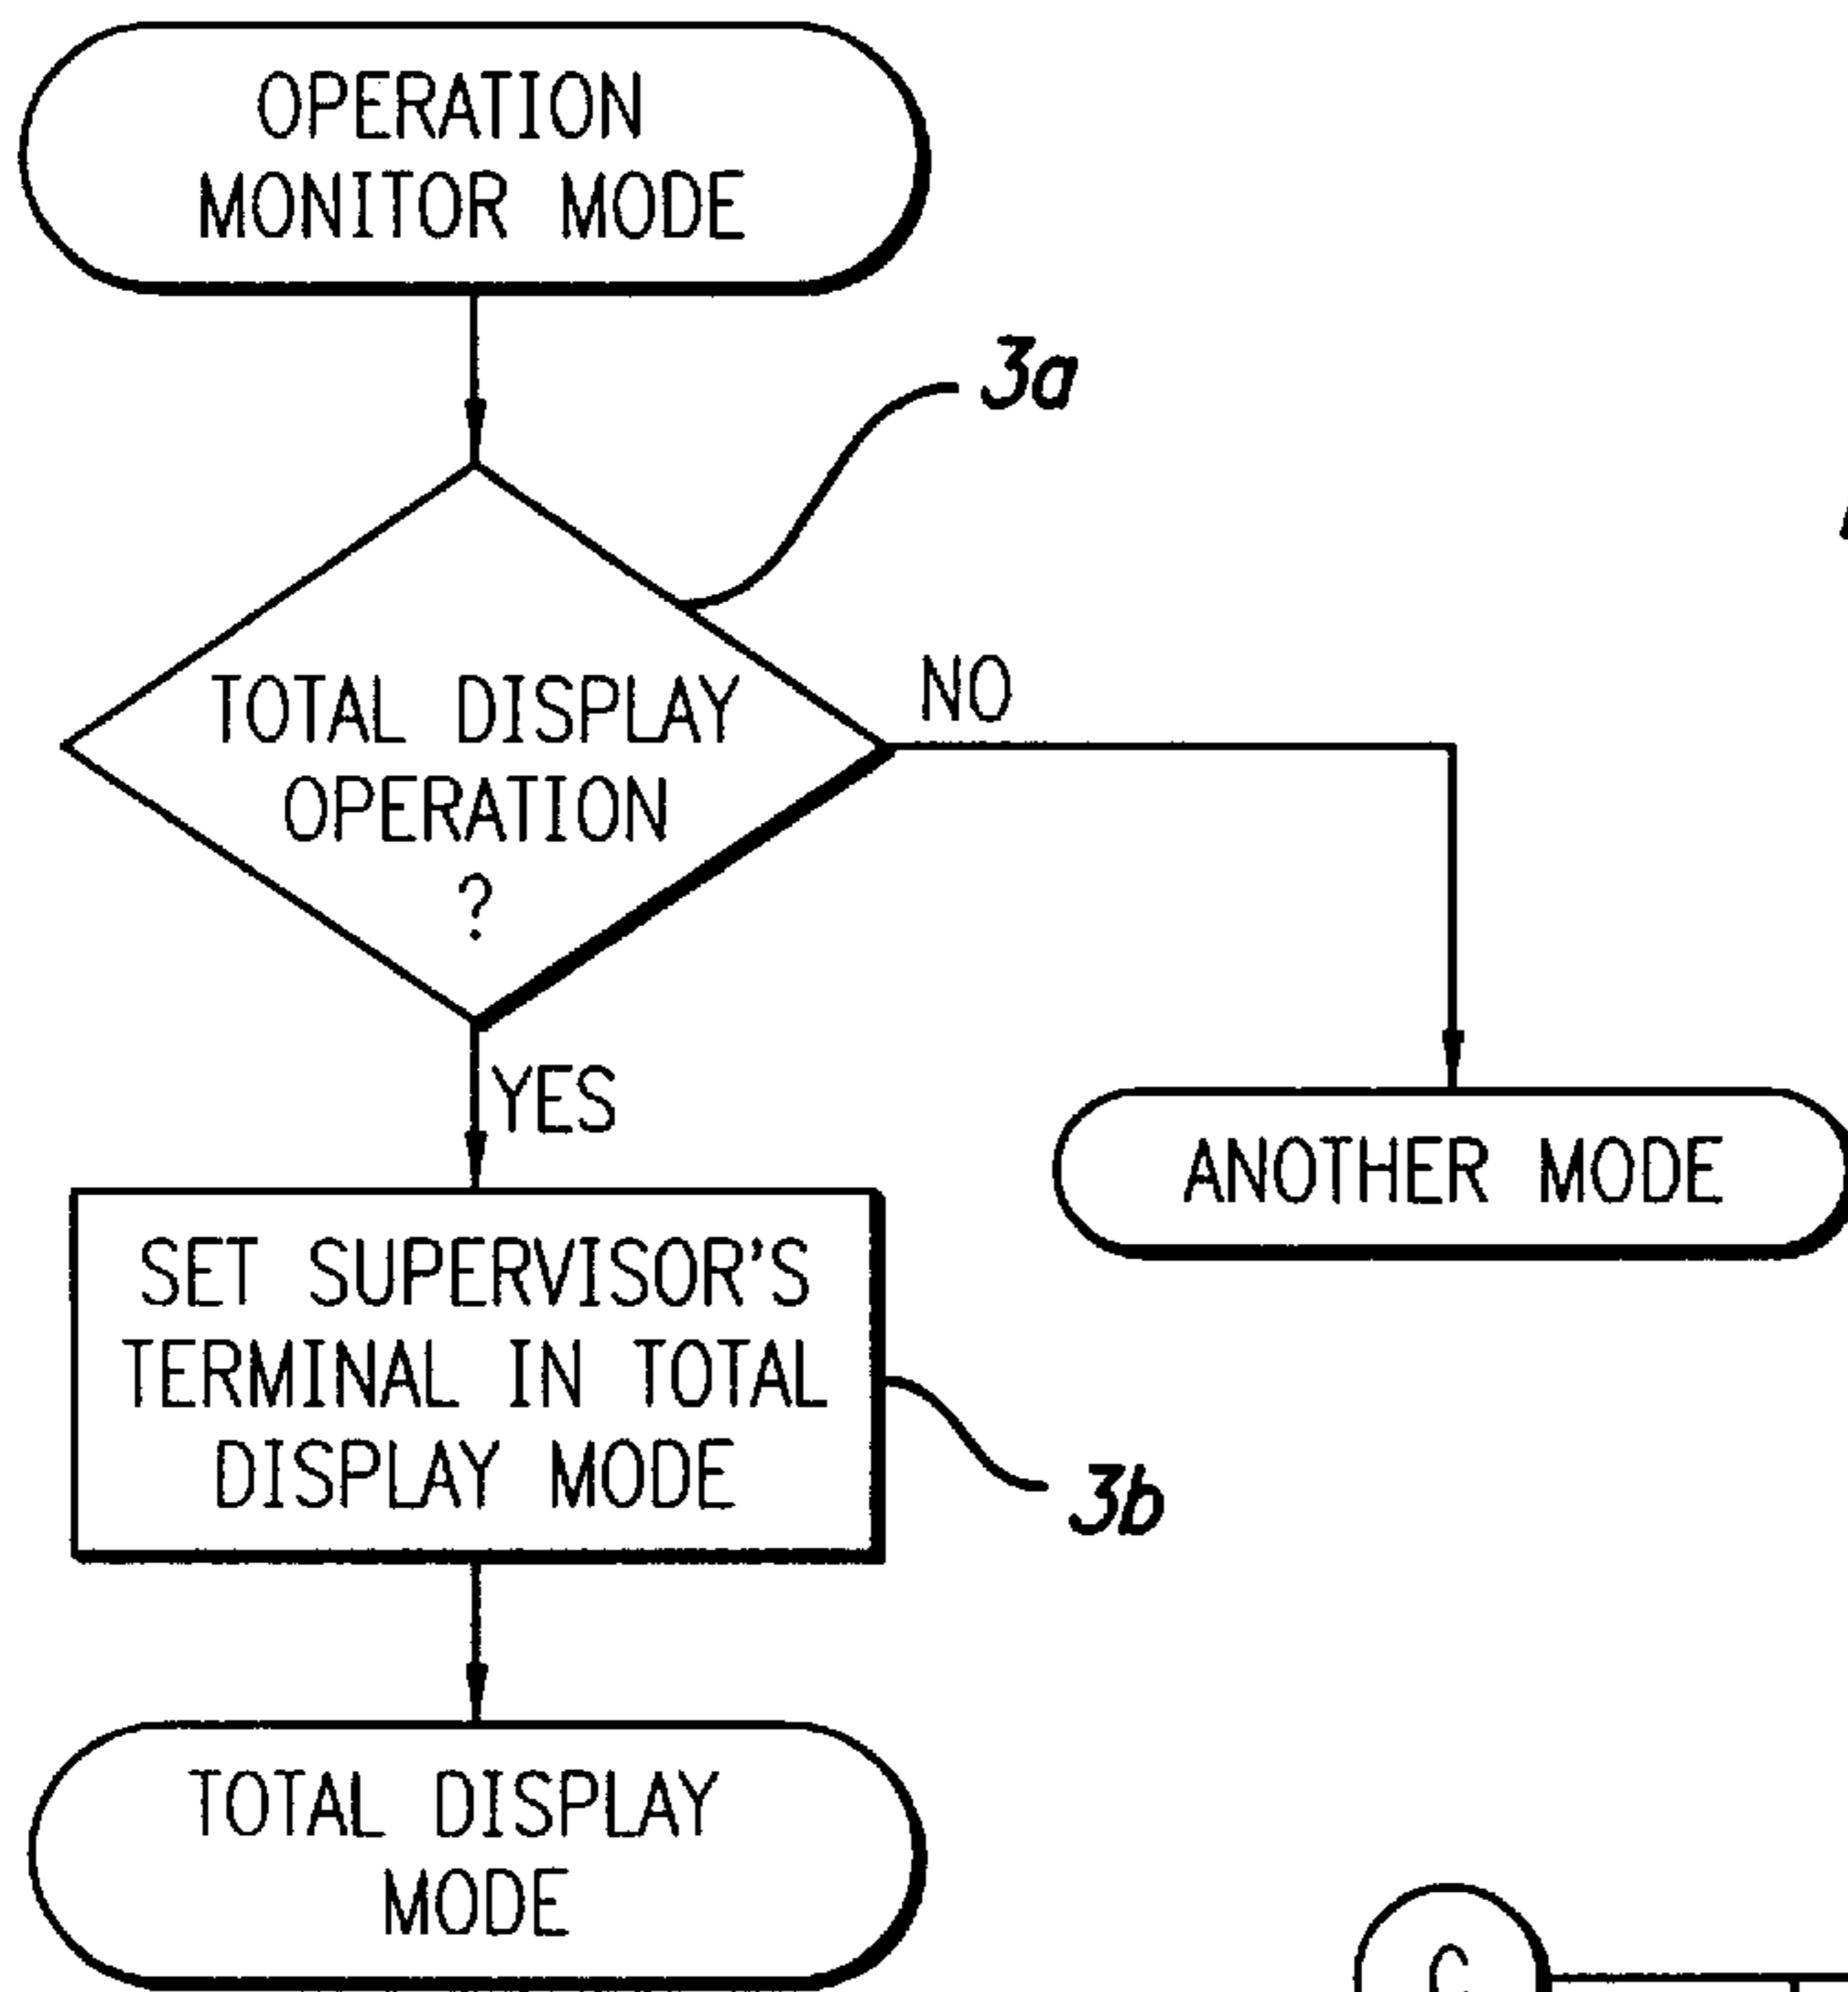 OPERATION
MONITOR MODE
3a
TOTAL DISPLAY
OPERATION
?
NO
YES
ANOTHER MODE
SET SUPERVISOR'S
TERMINAL IN TOTAL
DISPLAY MODE
3b
TOTAL DISPLAY
MODE